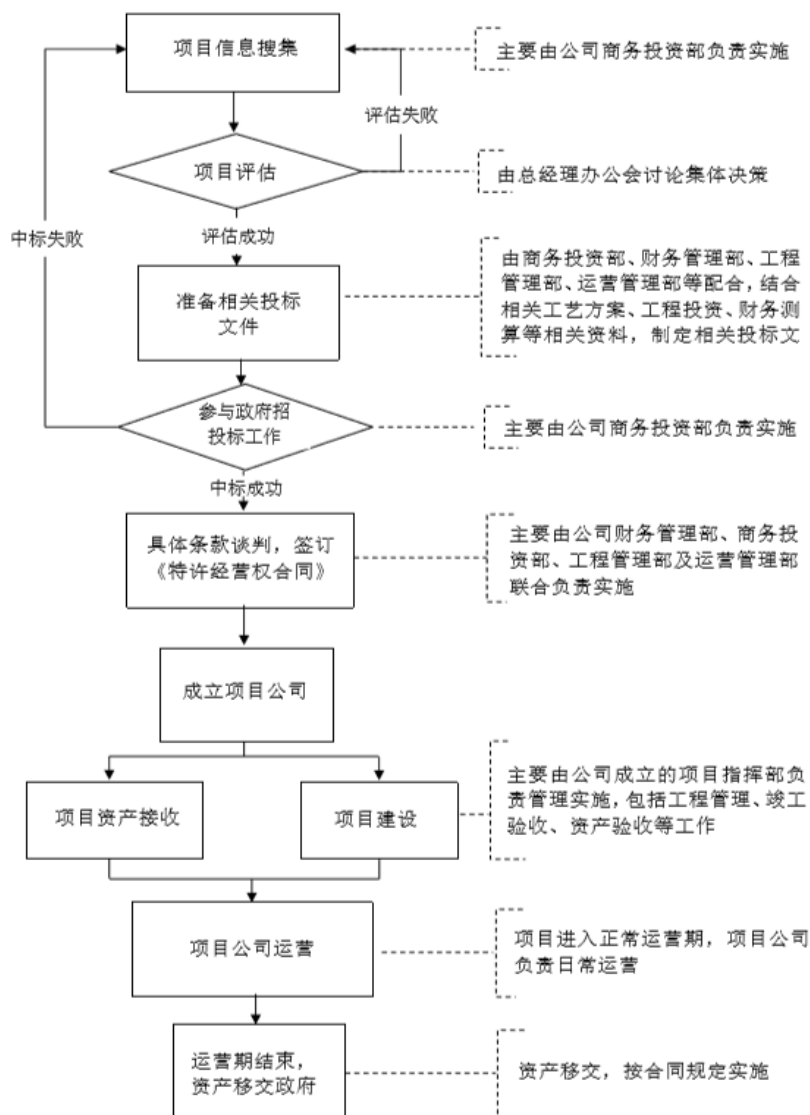 项目信息搜集
主要由公司商务投资部负责实施
评估失败
项目评估
由总经理办公会讨论集体决策
中标失败
评估成功
准备相关投标
文件
由商务投资部、财务管理部、工程
管理部、运营管理部等配合，结合
相关工艺方案、工程投资、财务测
算等相关资料，制定相关投标文
参与政府招
投标工作
主要由公司商务投资部负责实施
中标成功
具体条款谈判，签订
《特许经营权合同》
主要由公司财务管理部、商务投
资部、工程管理部及运营管理部
联合负责实施
成立项目公司
项目资产接收
项目建设
主要由公司成立的项目指挥部负
责管理实施，包括工程管理、竣工
验收、资产验收等工作
项目公司运营
项目进入正常运营期，项目公司
负责日常运营
运营期结束，
资产移交政府
资产移交，按合同规定实施